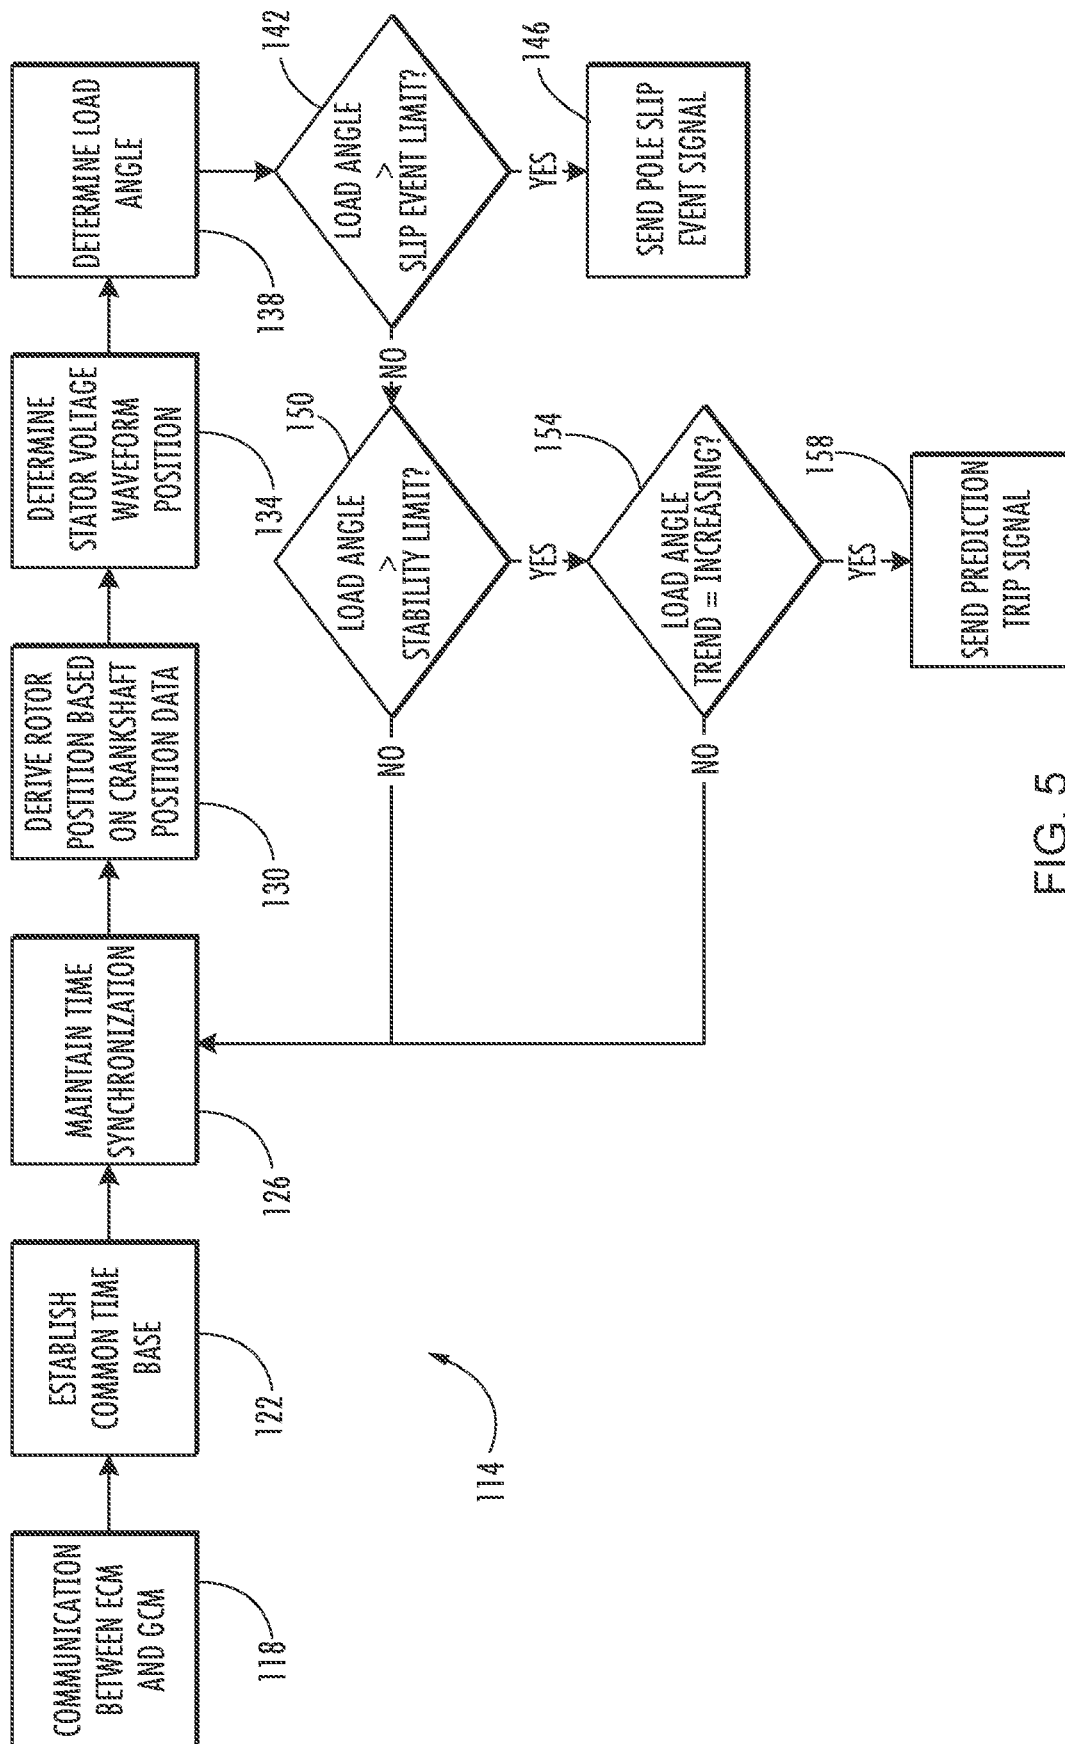 COMMUNICATION
BETWEEN ECM
AND GCM
118
ESTABLISH
COMMON TIME
BASE
122
MAINTAIN TIME
SYNCHRONIZATION
126
DERIVE ROTOR
POSTITION BASED
ON CRANKSHAFT
POSITION DATA
130
DETERMINE
STATOR VOLTAGE
WAVEFORM
POSITION
134
DETERMINE LOAD
ANGLE
138
LOAD ANGLE
>
SLIP EVENT LIMIT?
142
YES
SEND POLE SLIP
EVENT SIGNAL
146
NO
LOAD ANGLE
>
STABILITY LIMIT?
150
NO
YES
LOAD ANGLE
TREND = INCREASING?
154
NO
YES
SEND PREDICTION
TRIP SIGNAL
158
114
FIG. 5